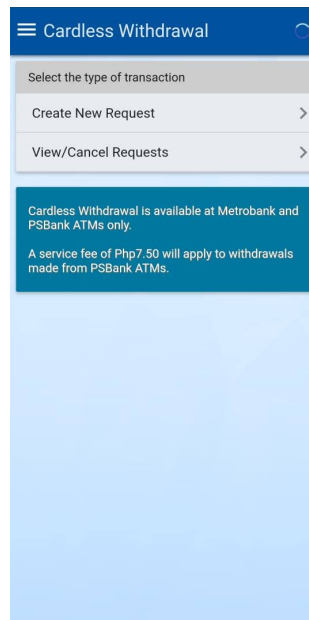 Cardless Withdrawal
Select the type of transaction
Create New Request
View/Cancel Requests
Cardless Withdrawal is available at Metrobank and
PSBank ATMs only.
A service fee of Php7.50 will apply to withdrawals
made from PSBank ATMs.